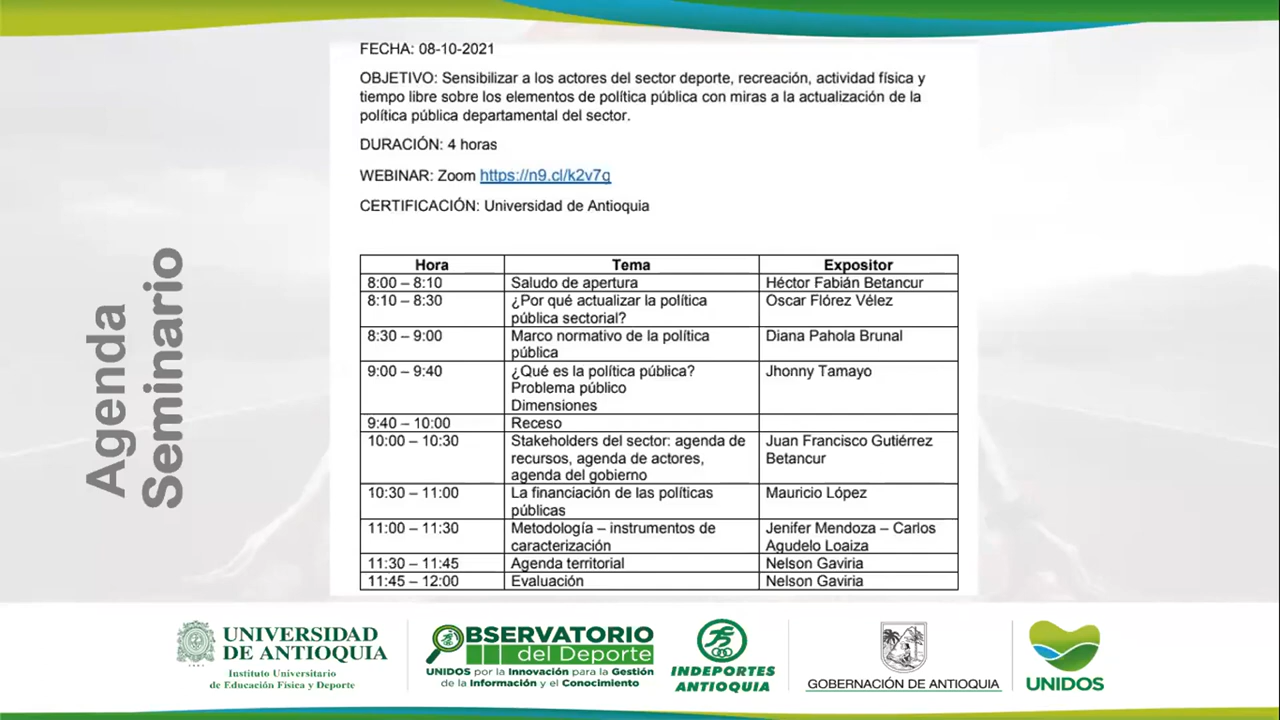 FECHA: 08-10-2021
OBJETIVO: Sensibilizar a los actores del sector deporte, recreación, actividad física y
tiempo libre sobre los elementos de política pública con miras a la actualización de la
política pública departamental del sector.
DURACIÓN: 4 horas
WEBINAR: Zoom https://n9.cl/k2v7g
CERTIFICACIÓN: Universidad de Antioquia
Agenda
Seminario
Hora Tema Expositor
8:00 – 8:10 Saludo de apertura Héctor Fabián Betancur
8:10 – 8:30 ¿Por qué actualizar la política Oscar Flórez Vélez
pública sectorial?
8:30 – 9:00 Marco normativo de la política Diana Pahola Brunal
pública
9:00 – 9:40 ¿Qué es la política pública? Jhonny Tamayo
Problema público
Dimensiones
9:40 – 10:00 Receso
10:00 – 10:30 Stakeholders del sector: agenda de Juan Francisco Gutiérrez
recursos, agenda de actores, Betancur
agenda del gobierno
10:30 – 11:00 La financiación de las políticas Mauricio López
públicas
11:00 – 11:30 Metodología – instrumentos de Jenifer Mendoza – Carlos
caracterización Agudelo Loaiza
11:30 – 11:45 Agenda territorial Nelson Gaviria
11:45 – 12:00 Evaluación Nelson Gaviria
UNIVERSIDAD
DE ANTIOQUIA
Instituto Universitario
de Educación Física y Deporte
OBSERVATORIO
del Deporte
UNIDOS por la Innovación para la Gestión
de la Información y el Conocimiento
INDEPORTES
ANTIOQUIA
GOBERNACIÓN DE ANTIOQUIA
UNIDOS